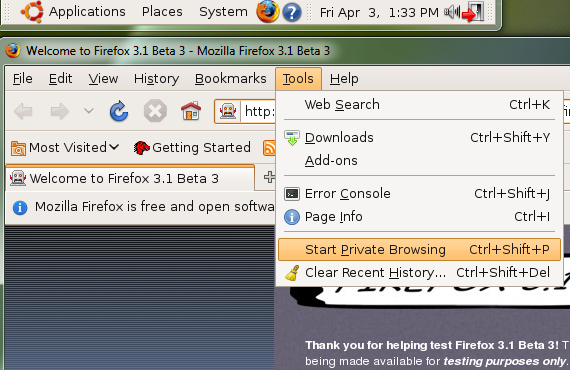 Applications Places System Fri Apr 3, 1:33 PM
Welcome to Firefox 3.1 Beta 3 - Mozilla Firefox 3.1 Beta 3
File Edit View History Bookmarks Tools Help
http:
Web Search Ctrl+K
Downloads Ctrl+Shift+Y
Add-ons
Error Console Ctrl+Shift+J
Page Info Ctrl+I
Start Private Browsing Ctrl+Shift+P
Clear Recent History... Ctrl+Shift+Del
Most Visited Getting Started
Welcome to Firefox 3.1 Beta 3
Mozilla Firefox is free and open softwa
FIREFOX 3.1
Thank you for helping test Firefox 3.1 Beta 3! T
being made available for testing purposes only.